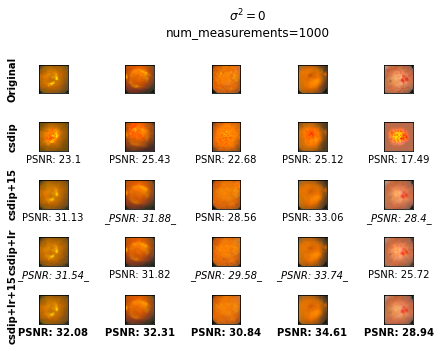 σ² = 0
num_measurements=1000
Original
csdip
PSNR: 23.1 PSNR: 25.43 PSNR: 22.68 PSNR: 25.12 PSNR: 17.49
csdip+15
PSNR: 31.13 _PSNR: 31.88_ PSNR: 28.56 PSNR: 33.06 _PSNR: 28.4_
csdip+lr
_PSNR: 31.54_ PSNR: 31.82 _PSNR: 29.58_ _PSNR: 33.74_ PSNR: 25.72
csdip+lr+15
PSNR: 32.08 PSNR: 32.31 PSNR: 30.84 PSNR: 34.61 PSNR: 28.94